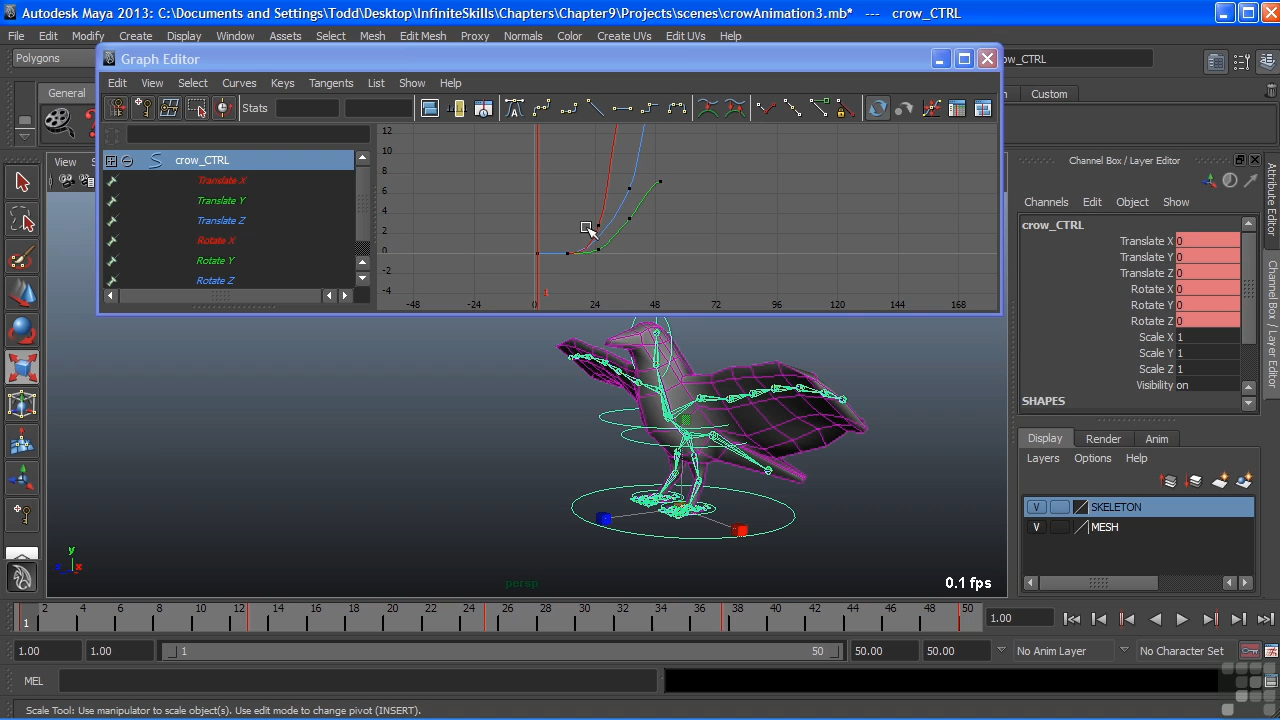 Autodesk Maya 2013: C:\Documents and Settings\Todd\Desktop\InfiniteSkills\Chapters\Chapter9\Projects\scenes\crowAnimation3.mb* --- crow_CTRL
File Edit Modify Create Display Window Assets Select Mesh Edit Mesh Proxy Normals Color Create UVs Edit UVs Help
Polygons
Graph Editor
ow_CTRL
Edit View Select Curves Keys Tangents List Show Help
General
Custom
Stats
crow_CTRL
Translate X
Translate Y
Translate Z
Rotate X
Rotate Y
Rotate Z
12
10
8
6
4
2
0
-2
-4
-48 -24 0 24 48 72 96 120 144 168
1
View
Channel Box / Layer Editor
Channels Edit Object Show
crow_CTRL
Translate X 0
Translate Y 0
Translate Z 0
Rotate X 0
Rotate Y 0
Rotate Z 0
Scale X 1
Scale Y 1
Scale Z 1
Visibility on
SHAPES
Attribute Editor
Channel Box / Layer Editor
Display Render Anim
Layers Options Help
V SKELETON
V MESH
y
z x
persp
0.1 fps
1 2 4 6 8 10 12 14 16 18 20 22 24 26 28 30 32 34 36 38 40 42 44 46 48 50
1.00
1.00 1.00 1 50 50.00 50.00 No Anim Layer No Character Set
MEL
Scale Tool: Use manipulator to scale object(s). Use edit mode to change pivot (INSERT).